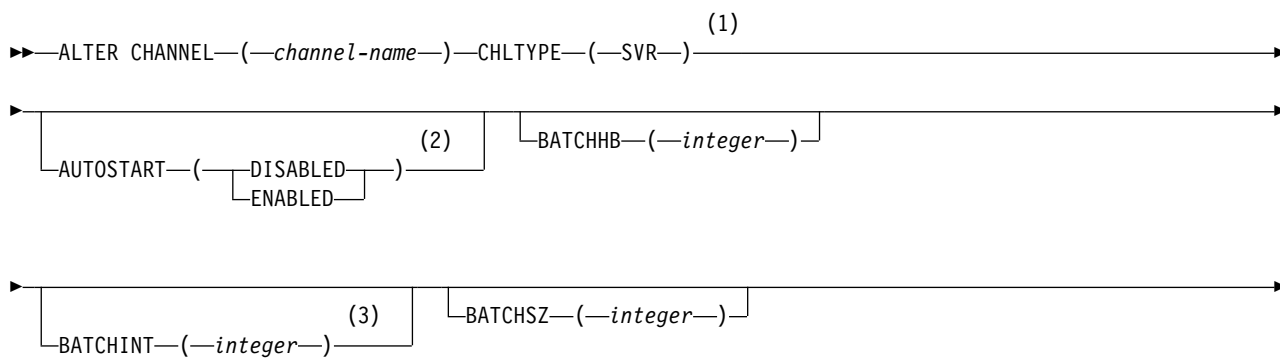 (1)
ALTER CHANNEL ( channel-name ) CHLTYPE ( SVR )
(2)
AUTOSTART ( DISABLED )
ENABLED
BATCHHB ( integer )
(3)
BATCHINT ( integer )
BATCHSZ ( integer )